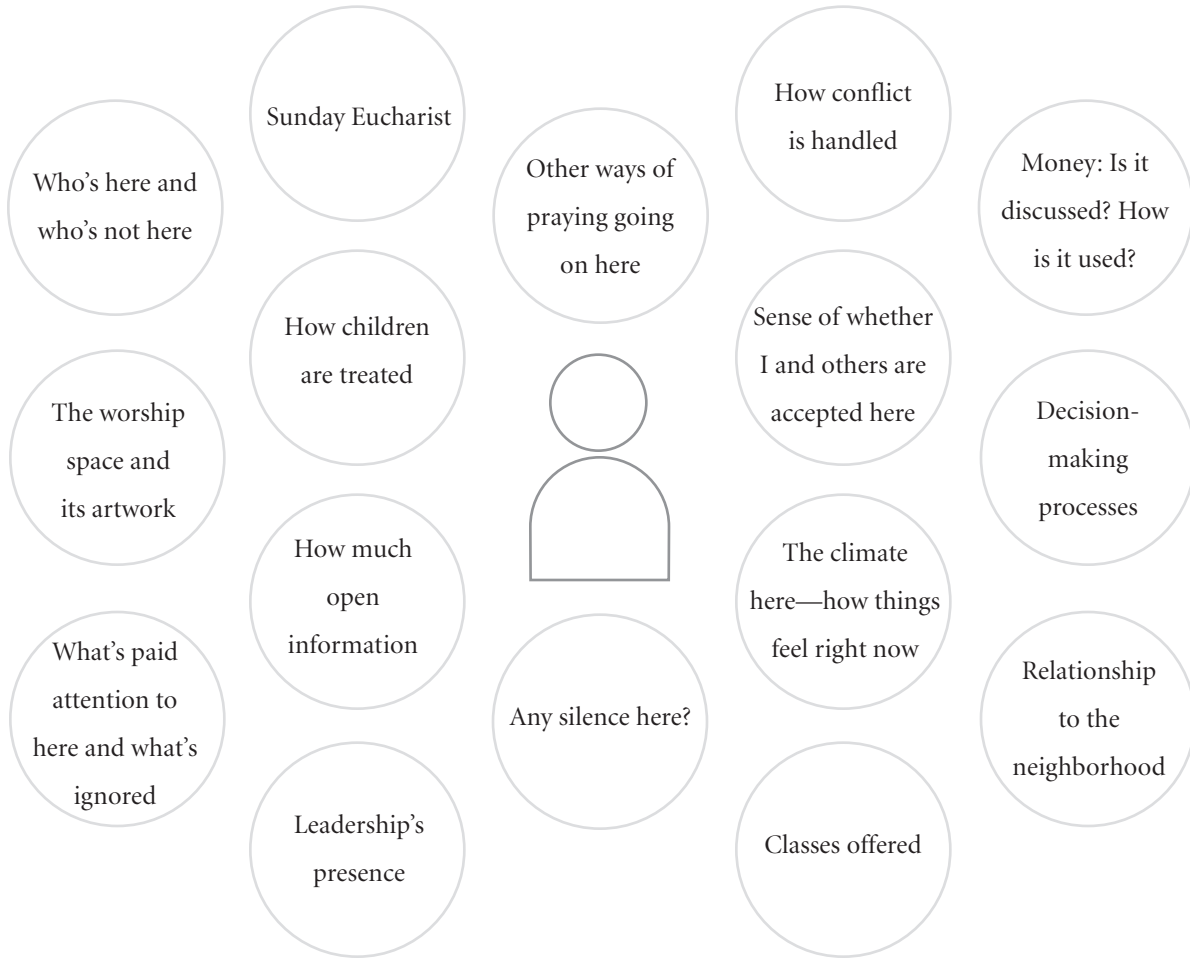 Sunday Eucharist
How conflict
is handled
Who’s here and
who’s not here
Other ways of
praying going
on here
Money: Is it
discussed? How
is it used?
How children
are treated
Sense of whether
I and others are
accepted here
The worship
space and
its artwork
Decision-
making
processes
How much
open
information
The climate
here—how things
feel right now
What’s paid
attention to
here and what’s
ignored
Any silence here?
Relationship
to the
neighborhood
Leadership’s
presence
Classes offered